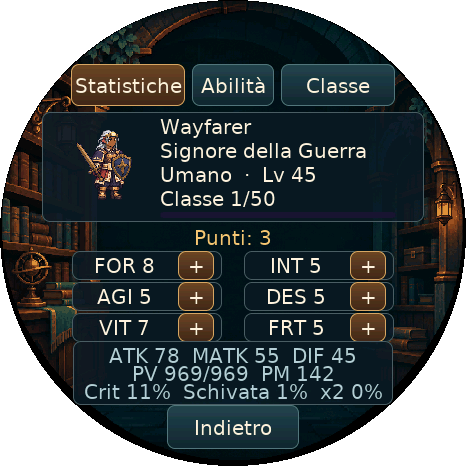 Statistiche Abilità Classe
Wayfarer
Signore della Guerra
Umano · Lv 45
Classe 1/50
Punti: 3
FOR 8 + INT 5 +
AGI 5 + DES 5 +
VIT 7 + FRT 5 +
ATK 78 MATK 55 DIF 45
PV 969/969 PM 142
Crit 11% Schivata 1% x2 0%
Indietro